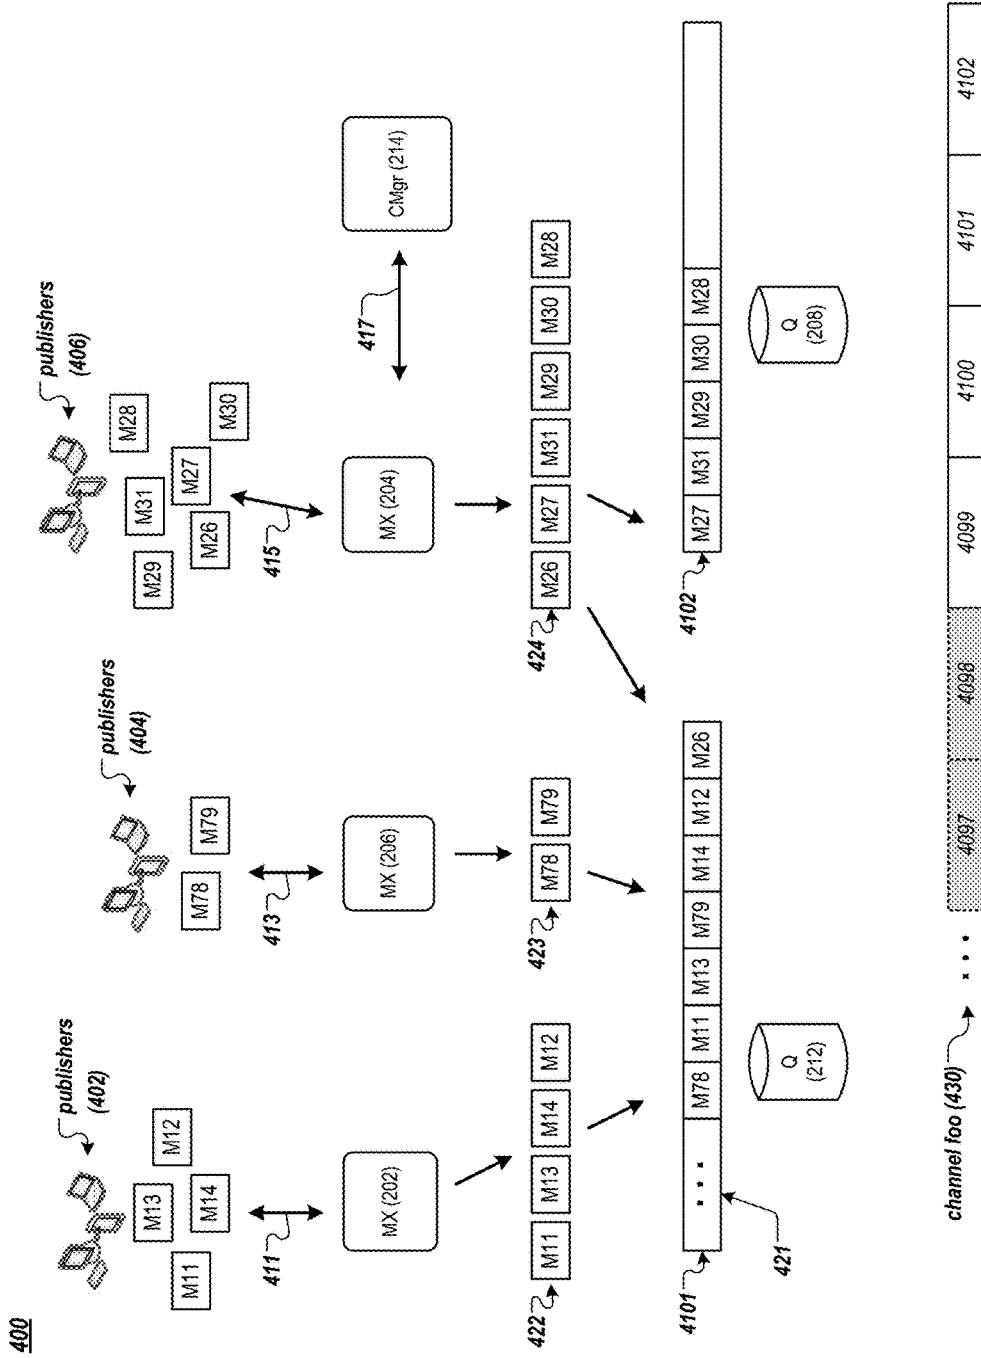 400
publishers
(402)
M13
M12
M11
M14
411
MX (202)
422
M11
M13
M14
M12
publishers
(404)
M78
M79
413
MX (206)
423
M78
M79
publishers
(406)
M28
M31
M29
M27
M26
M30
415
MX (204)
417
CMgr (214)
424
M26
M27
M31
M29
M30
M28
4101
• • •
M78
M11
M13
M79
M14
M12
M26
421
Q
(212)
4102
M27
M31
M29
M30
M28
Q
(208)
channel foo (430)
• • •
4097
4098
4099
4100
4101
4102